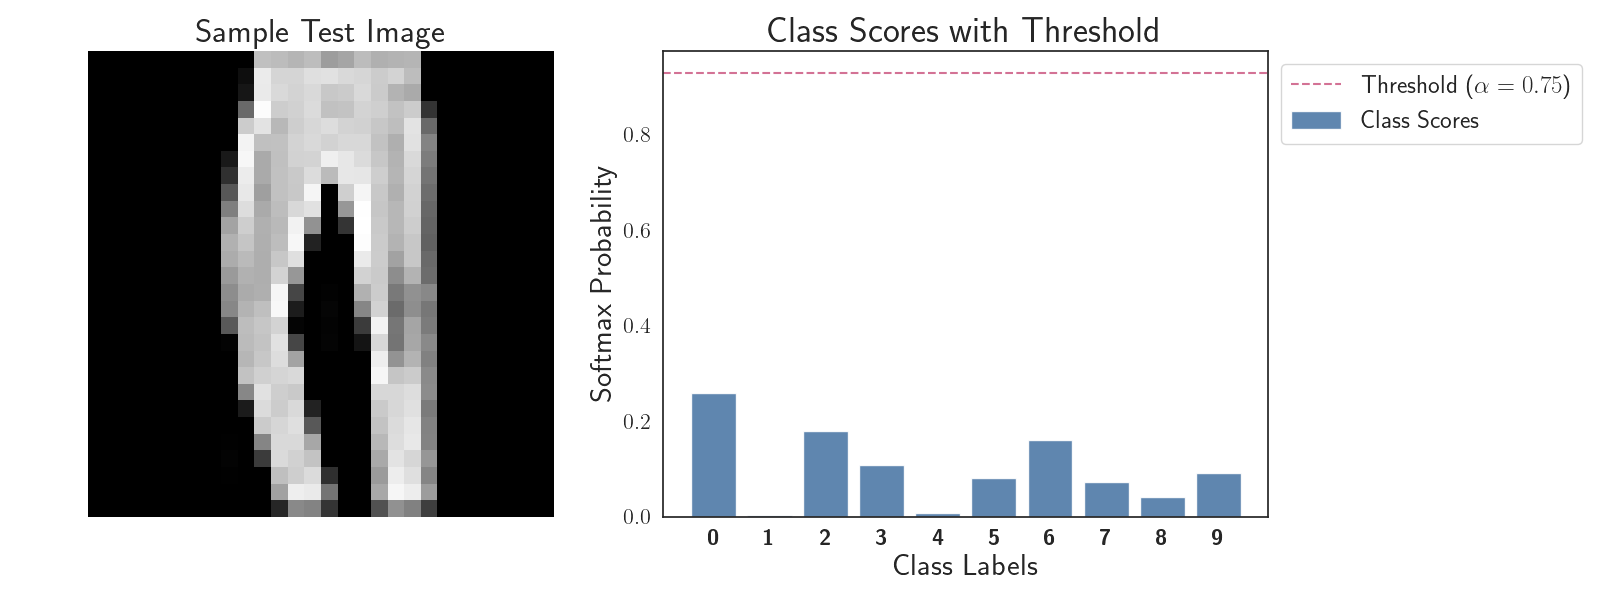 Sample Test Image
Class Scores with Threshold
Threshold (α = 0.75)
Class Scores
Softmax Probability
0.8
0.6
0.4
0.2
0.0
0 1 2 3 4 5 6 7 8 9
Class Labels